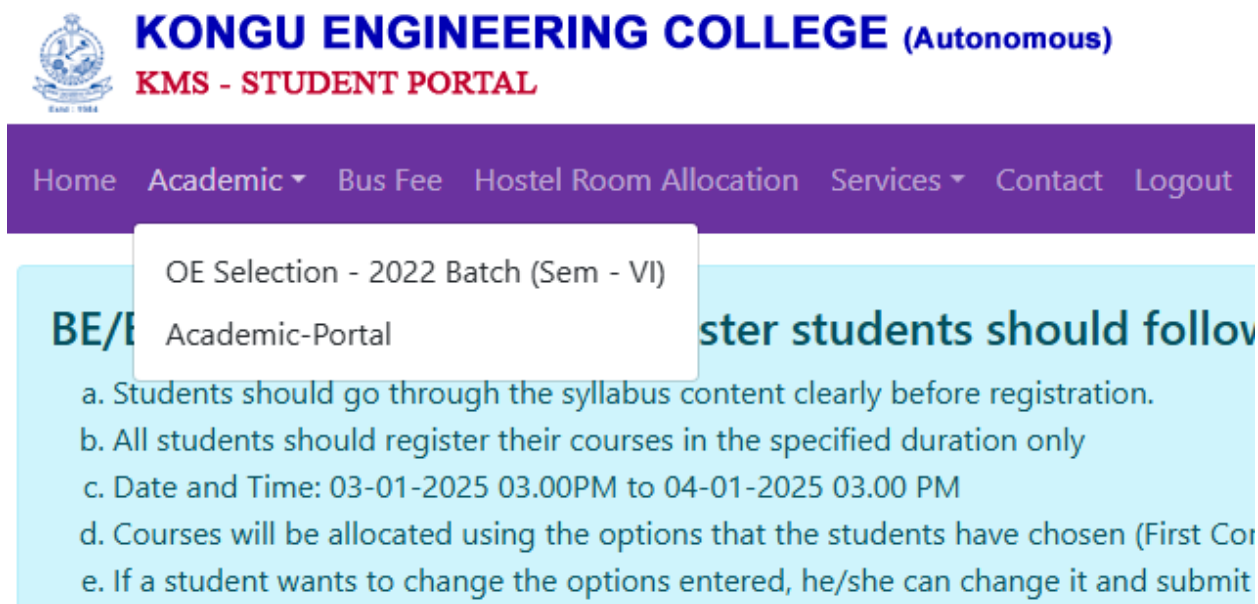 KONGU ENGINEERING COLLEGE (Autonomous)
KMS - STUDENT PORTAL
Estd : 1984
Home Academic Bus Fee Hostel Room Allocation Services Contact Logout
OE Selection - 2022 Batch (Sem - VI)
Academic-Portal
BE/ ster students should follow
a. Students should go through the syllabus content clearly before registration.
b. All students should register their courses in the specified duration only
c. Date and Time: 03-01-2025 03.00PM to 04-01-2025 03.00 PM
d. Courses will be allocated using the options that the students have chosen (First Co
e. If a student wants to change the options entered, he/she can change it and submit